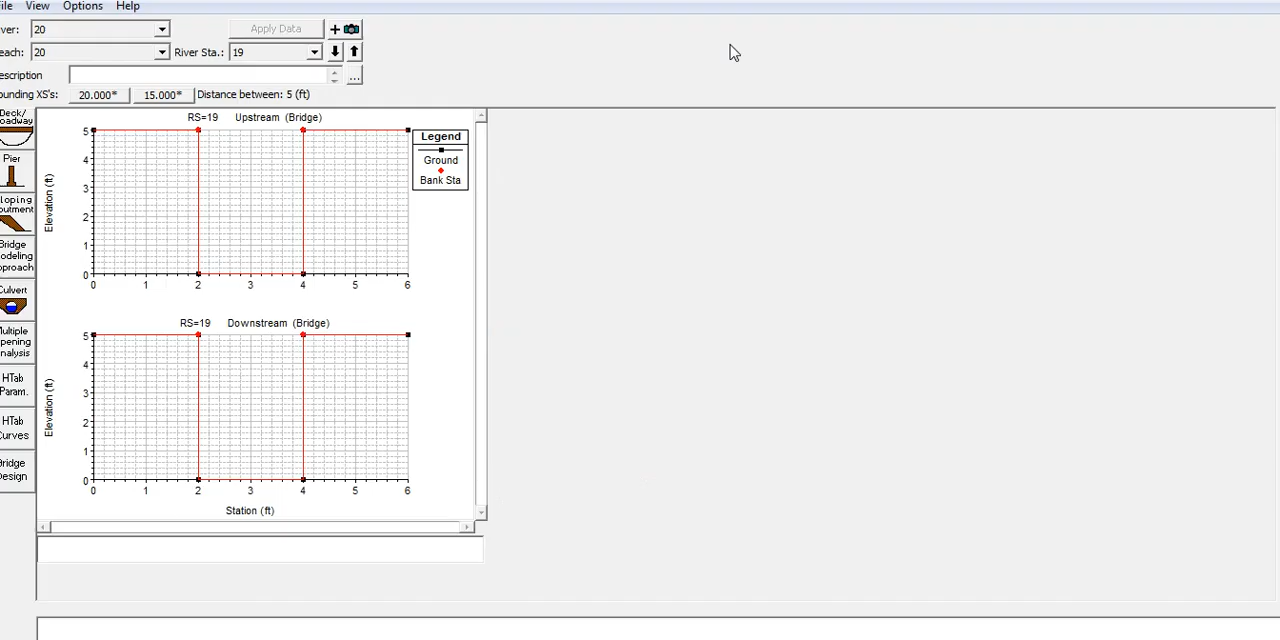 ile View Options Help
ver: 20 Apply Data +
each: 20 River Sta.: 19
escription ...
ounding XS's: 20.000* 15.000* Distance between: 5 (ft)
Deck/
oadway
Pier
loping
butment
Bridge
odeling
pproach
Culvert
ultiple
pening
nalysis
HTab
Param.
HTab
Curves
ridge
Design
RS=19 Upstream (Bridge)
Elevation (ft)
5
4
3
2
1
0
0 1 2 3 4 5 6
Legend
Ground
Bank Sta
RS=19 Downstream (Bridge)
Elevation (ft)
5
4
3
2
1
0
0 1 2 3 4 5 6
Station (ft)